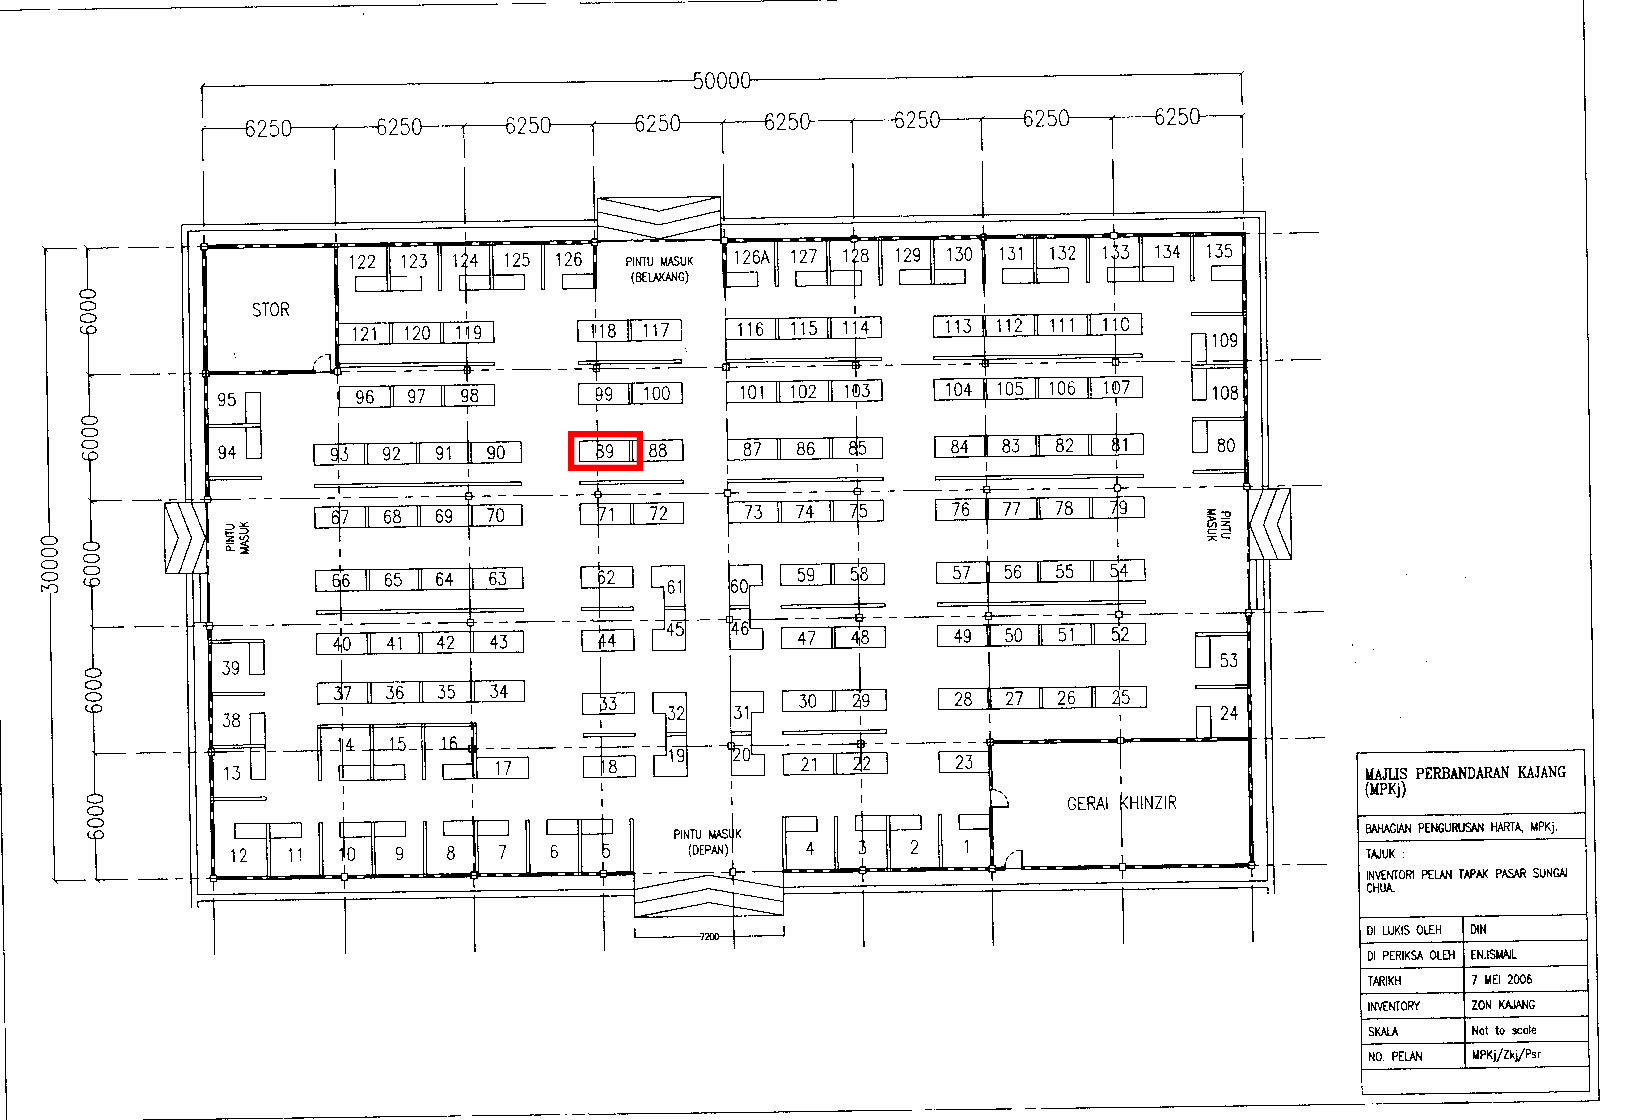 50000
6250 6250 6250 6250 6250 6250 6250 6250
122 123 124 125 126 PINTU MASUK 126A 127 128 129 130 131 132 133 134 135
(BELAKANG)
6000
STOR
121 120 119 118 117 116 115 114 113 112 111 110
109
95 96 97 98 99 100 101 102 103 104 105 106 107 108
6000
94 93 92 91 90 89 88 87 86 85 84 83 82 81 80
67 68 69 70 71 72 73 74 75 76 77 78 79
PINTU MASUK
PINTU MASUK
30000
6000
66 65 64 63 62 61 60 59 58 57 56 55 54
40 41 42 43 44 45 46 47 48 49 50 51 52
39 53
6000
37 36 35 34 33 32 31 30 29 28 27 26 25
38 24
14 15 16
13 17 18 19 20 21 22 23
6000
GERAI KHINZIR
PINTU MASUK
(DEPAN)
12 11 10 9 8 7 6 5 4 3 2 1
7200
MAJLIS PERBANDARAN KAJANG
(MPKj)
BAHAGIAN PENGURUSAN HARTA, MPKj.
TAJUK :
INVENTORI PELAN TAPAK PASAR SUNGAI
CHUA.
DI LUKIS OLEH DIN
DI PERIKSA OLEH EN.ISMAIL
TARIKH 7 MEI 2006
INVENTORY ZON KAJANG
SKALA Not to scale
NO. PELAN MPKj/Zkj/Psr